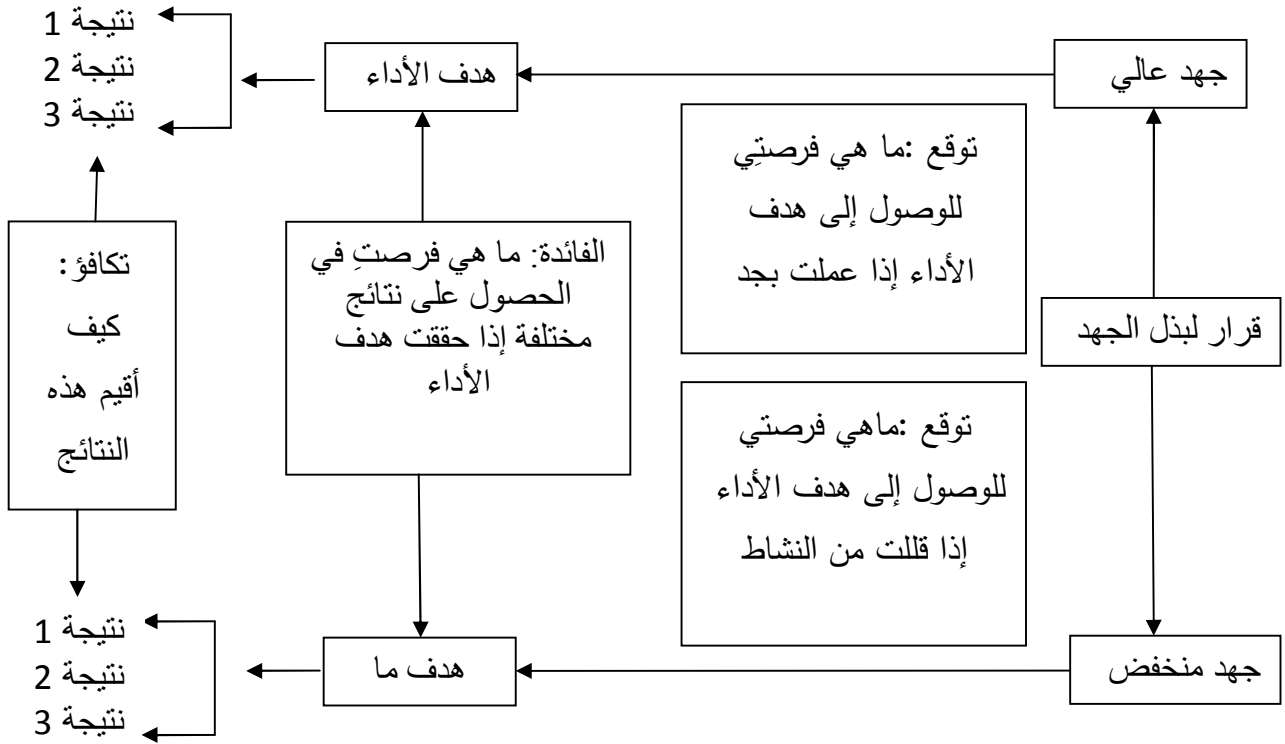 جهد عالي
هدف الأداء
نتيجة 1
نتيجة 2
نتيجة 3
توقع :ما هي فرصتِي
للوصول إلى هدف
الأداء إذا عملت بجد
قرار لبذل الجهد
الفائدة: ما هي فرصتِ في
الحصول على نتائج
مختلفة إذا حققت هدف
الأداء
تكافؤ:
كيف
أقيم هذه
النتائج
توقع :ماهي فرصتي
للوصول إلى هدف الأداء
إذا قللت من النشاط
جهد منخفض
هدف ما
نتيجة 1
نتيجة 2
نتيجة 3